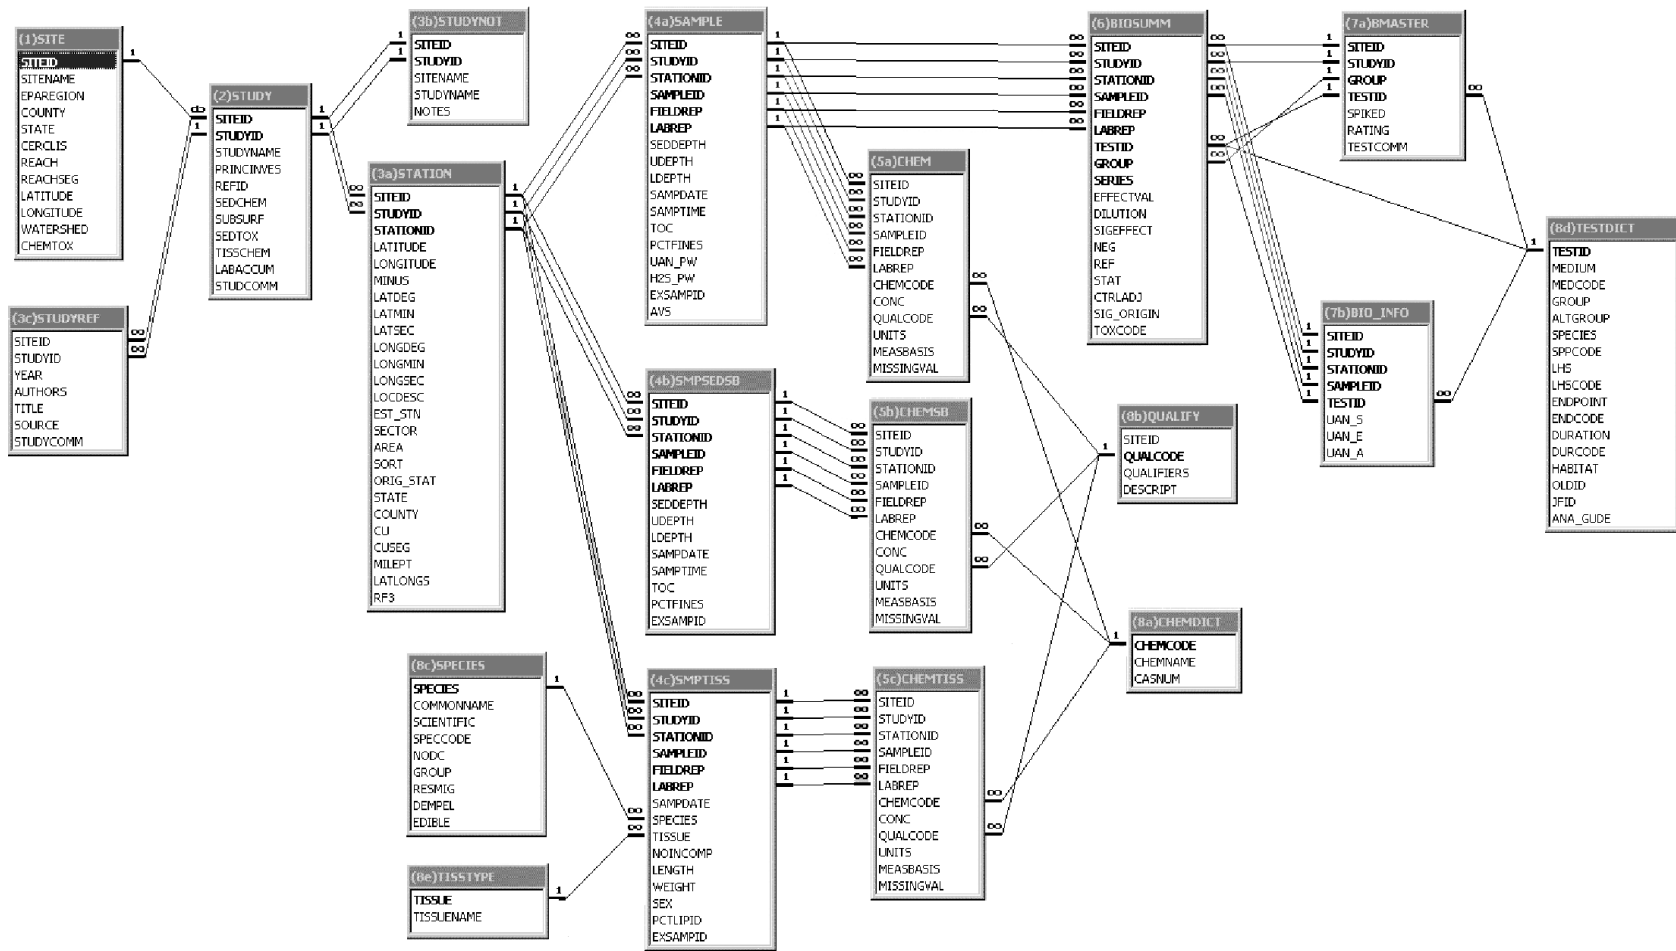 (1)SITE
SITEID
SITENAME
EPAREGION
COUNTY
STATE
CERCLIS
REACH
REACHSEG
LATITUDE
LONGITUDE
WATERSHED
CHEMTOX
(3c)STUDYREF
SITEID
STUDYID
YEAR
AUTHORS
TITLE
SOURCE
STUDYCOMM
(2)STUDY
SITEID
STUDYID
STUDYNAME
PRINCINVES
REFID
SEDCHEM
SUBSURF
SEDTOX
TISSCHEM
LABACCUM
STUDCOMM
(3b)STUDYNOT
SITEID
STUDYID
SITENAME
STUDYNAME
NOTES
(3a)STATION
SITEID
STUDYID
STATIONID
LATITUDE
LONGITUDE
MINUS
LATDEG
LATMIN
LATSEC
LONGDEG
LONGMIN
LONGSEC
LOCDESC
EST_STN
SECTOR
AREA
SORT
ORIG_STAT
STATE
COUNTY
CU
CUSEG
MILEPT
LATLONGS
RF3
(8c)SPECIES
SPECIES
COMMONNAME
SCIENTIFIC
SPECCODE
NODC
GROUP
RESMIG
DEMPEL
EDIBLE
(8e)TISSTYPE
TISSUE
TISSUENAME
(4a)SAMPLE
SITEID
STUDYID
STATIONID
SAMPLEID
FIELDREP
LABREP
SEDDEPTH
UDEPTH
LDEPTH
SAMPDATE
SAMPTIME
TOC
PCTFINES
UAN_PW
H2S_PW
EXSAMPID
AVS
(4b)SMPSEDSB
SITEID
STUDYID
STATIONID
SAMPLEID
FIELDREP
LABREP
SEDDEPTH
UDEPTH
LDEPTH
SAMPDATE
SAMPTIME
TOC
PCTFINES
EXSAMPID
(4c)SMPTISS
SITEID
STUDYID
STATIONID
SAMPLEID
FIELDREP
LABREP
SAMPDATE
SPECIES
TISSUE
NOINCOMP
LENGTH
WEIGHT
SEX
PCTLIPID
EXSAMPID
(5a)CHEM
SITEID
STUDYID
STATIONID
SAMPLEID
FIELDREP
LABREP
CHEMCODE
CONC
QUALCODE
UNITS
MEASBASIS
MISSINGVAL
(5b)CHEMSB
SITEID
STUDYID
STATIONID
SAMPLEID
FIELDREP
LABREP
CHEMCODE
CONC
QUALCODE
UNITS
MEASBASIS
MISSINGVAL
(5c)CHEMTISS
SITEID
STUDYID
STATIONID
SAMPLEID
FIELDREP
LABREP
CHEMCODE
CONC
QUALCODE
UNITS
MEASBASIS
MISSINGVAL
(6)BIOSUMM
SITEID
STUDYID
STATIONID
SAMPLEID
FIELDREP
LABREP
TESTID
GROUP
SERIES
EFFECTVAL
DILUTION
SIGEFFECT
NEG
REF
STAT
CTRLADJ
SIG_ORIGIN
TOXCODE
(8b)QUALIFY
SITEID
QUALCODE
QUALIFIERS
DESCRIPT
(8a)CHEMDICT
CHEMCODE
CHEMNAME
CASNUM
(7a)BMASTER
SITEID
STUDYID
GROUP
TESTID
SPIKED
RATING
TESTCOMM
(7b)BIO_INFO
SITEID
STUDYID
STATIONID
SAMPLEID
TESTID
UAN_S
UAN_E
UAN_A
(8d)TESTDICT
TESTID
MEDIUM
MEDCODE
GROUP
ALTGROUP
SPECIES
SPPCODE
LHS
LHSCODE
ENDPOINT
ENDCODE
DURATION
DURCODE
HABITAT
OLDID
JFID
ANA_GUDE